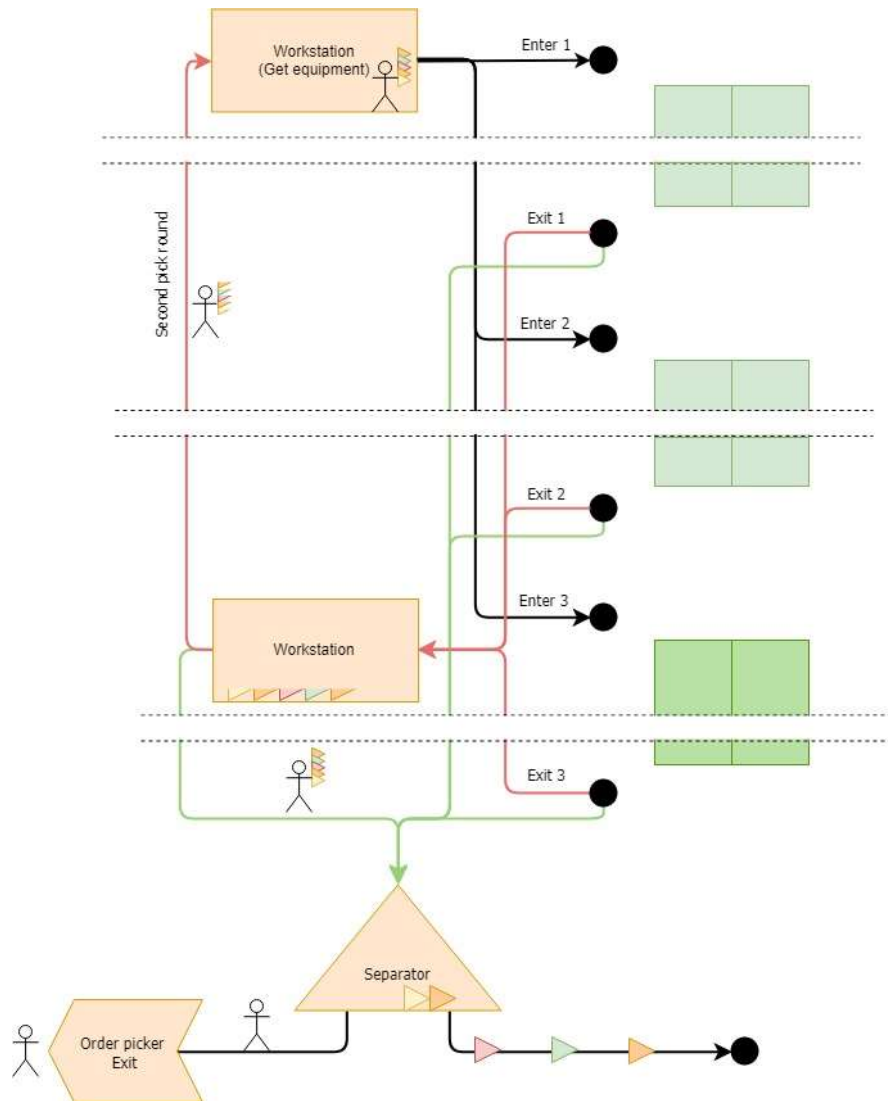 Workstation
(Get equipment)
Enter 1
Exit 1
Second pick round
Enter 2
Exit 2
Enter 3
Workstation
Exit 3
Separator
Order picker
Exit